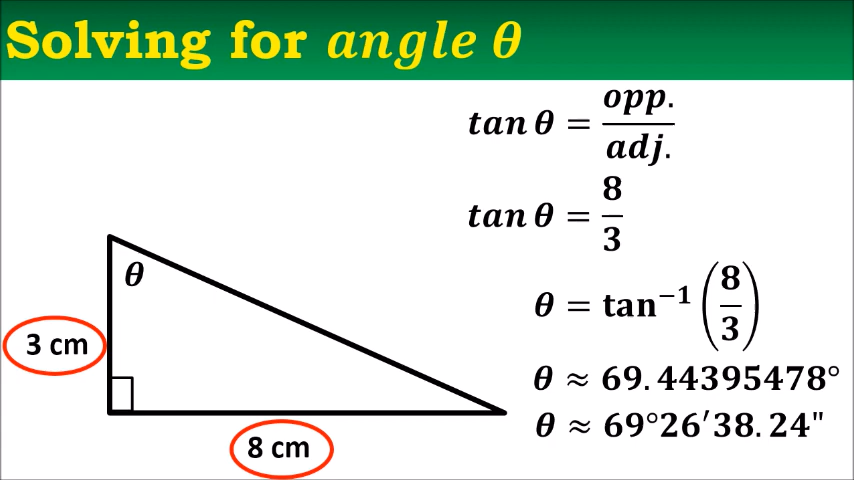 Solving for angle θ
tan θ = opp./adj.
tan θ = 8/3
θ
θ = tan⁻¹(8/3)
3 cm
θ ≈ 69.44395478°
θ ≈ 69°26′38.24"
8 cm